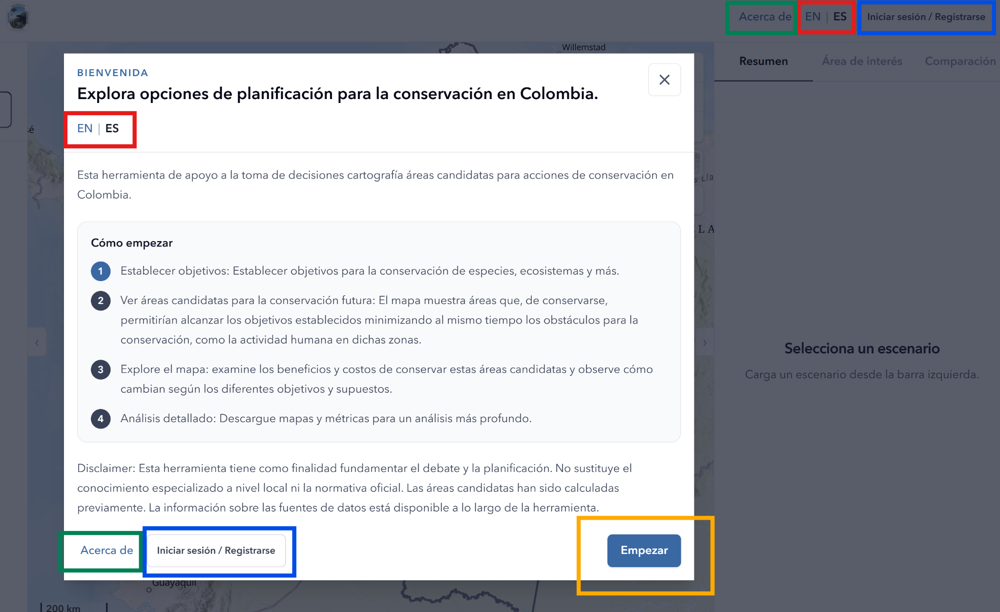 Acerca de
EN | ES
Iniciar sesión / Registrarse
Willemstad
Resumen
Área de interés
Comparación
BIENVENIDA
Explora opciones de planificación para la conservación en Colombia.
EN | ES
Esta herramienta de apoyo a la toma de decisiones cartografía áreas candidatas para acciones de conservación en
Colombia.
Cómo empezar
1 Establecer objetivos: Establecer objetivos para la conservación de especies, ecosistemas y más.
2 Ver áreas candidatas para la conservación futura: El mapa muestra áreas que, de conservarse,
permitirían alcanzar los objetivos establecidos minimizando al mismo tiempo los obstáculos para la
conservación, como la actividad humana en dichas zonas.
3 Explore el mapa: examine los beneficios y costos de conservar estas áreas candidatas y observe cómo
cambian según los diferentes objetivos y supuestos.
4 Análisis detallado: Descargue mapas y métricas para un análisis más profundo.
Disclaimer: Esta herramienta tiene como finalidad fundamentar el debate y la planificación. No sustituye el
conocimiento especializado a nivel local ni la normativa oficial. Las áreas candidatas han sido calculadas
previamente. La información sobre las fuentes de datos está disponible a lo largo de la herramienta.
Acerca de
Iniciar sesión / Registrarse
Empezar
Selecciona un escenario
Carga un escenario desde la barra izquierda.
Guayaquil
200 km